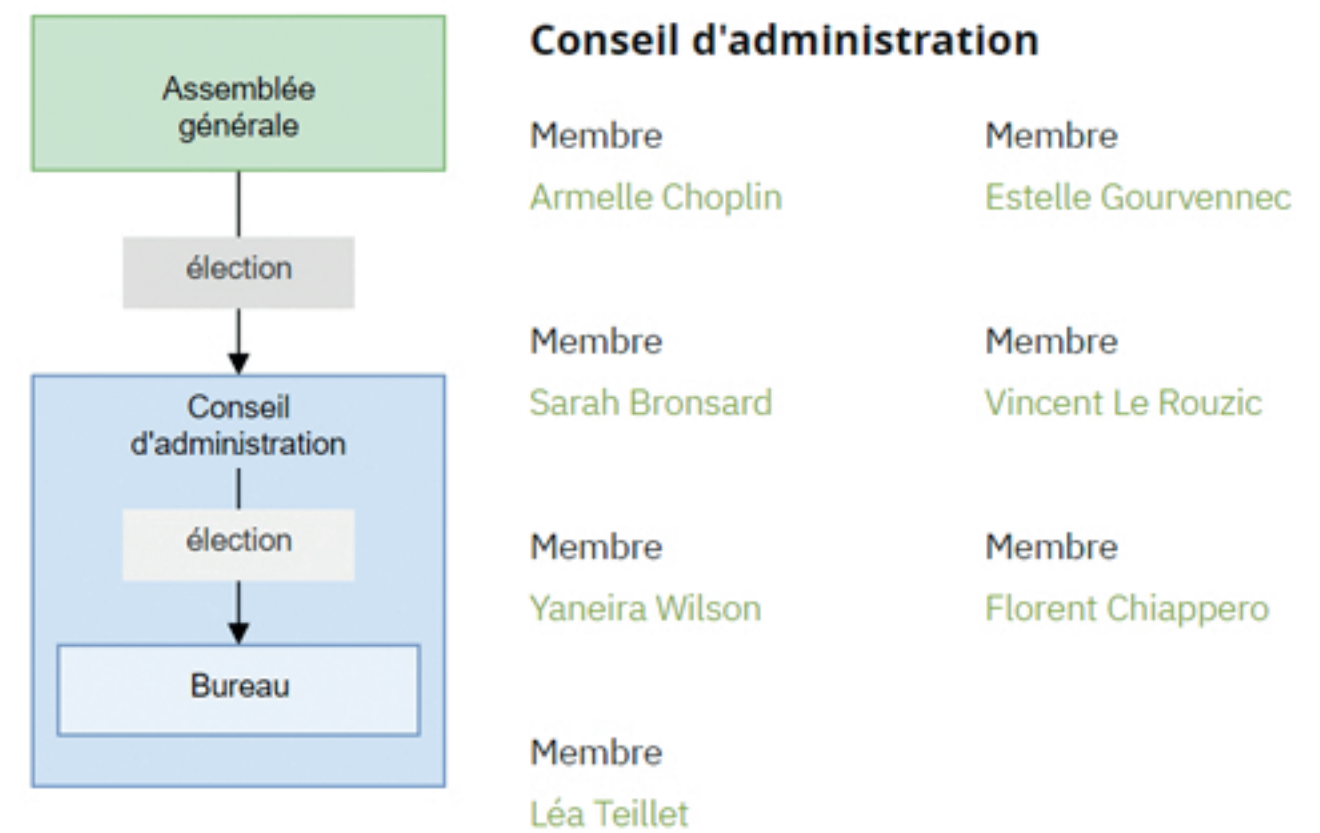 Assemblée
générale
élection
Conseil
d'administration
élection
Bureau
Conseil d'administration
Membre
Armelle Choplin
Membre
Estelle Gourvennec
Membre
Sarah Bronsard
Membre
Vincent Le Rouzic
Membre
Yaneira Wilson
Membre
Florent Chiappero
Membre
Léa Teillet